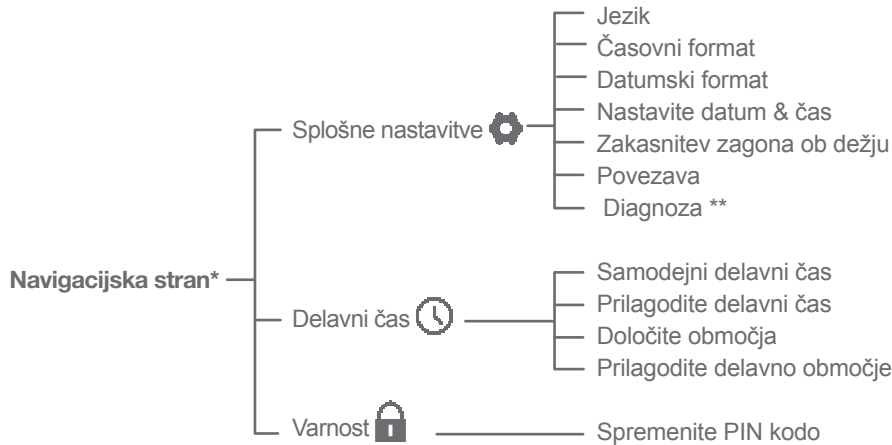 Navigacijska stran*
Splošne nastavitve
Jezik
Časovni format
Datumski format
Nastavite datum & čas
Zakasnitev zagona ob dežju
Povezava
Diagnoza **
Delavni čas
Samodejni delavni čas
Prilagodite delavni čas
Določite območja
Prilagodite delavno območje
Varnost
Spremenite PIN kodo